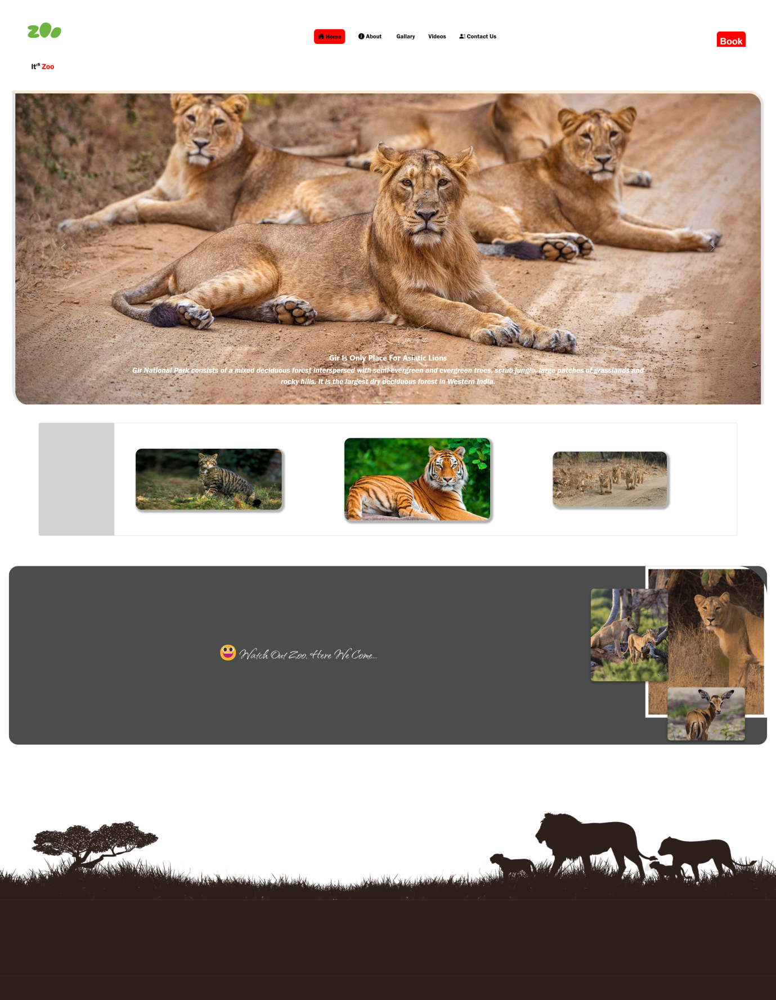 zoo
Home
About
Gallary
Videos
Contact Us
Book
It's Zoo
Gir Is Only Place For Asiatic Lions
Gir National Park consists of a mixed deciduous forest interspersed with semi-evergreen and evergreen trees, scrub jungle, large patches of grasslands and
rocky hills. It is the largest dry deciduous forest in Western India.
Watch Out Zoo, Here We Come...